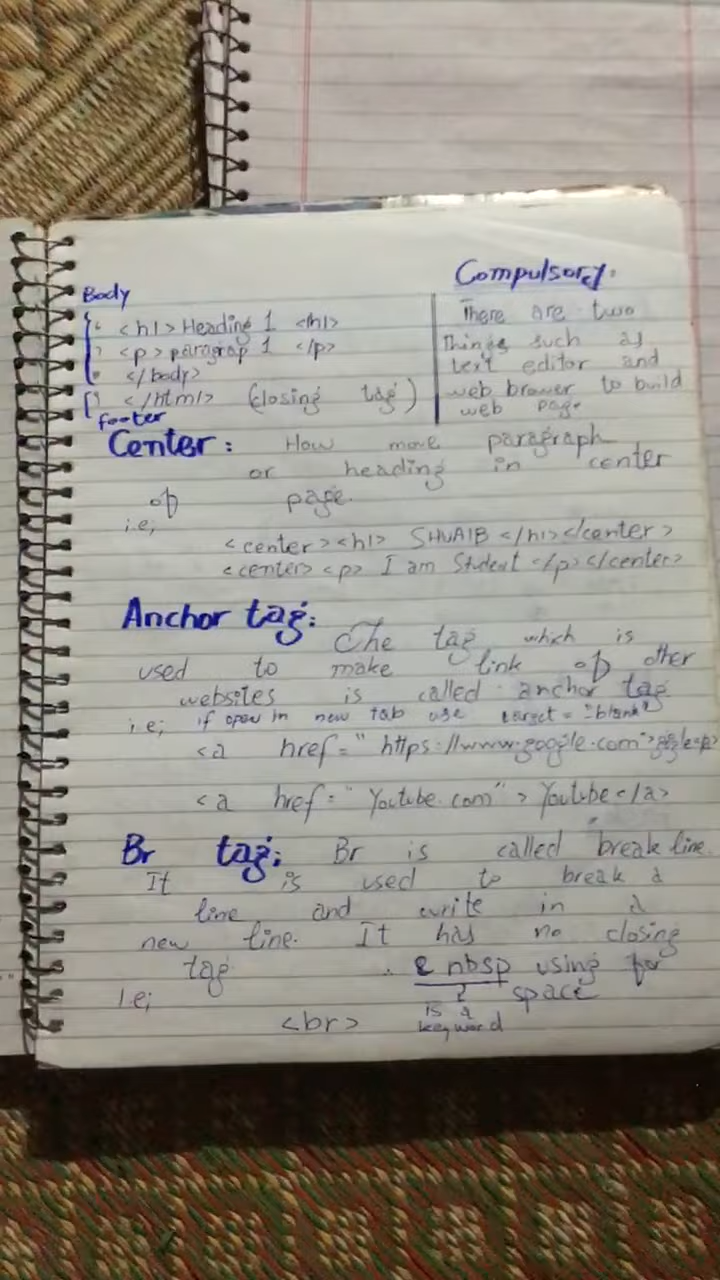 Body
<h1> Heading 1 <h1>
<p> paragrap 1 </p>
</body>
</html> (closing tag)
footer
Compulsory:
There are two
Things such as
text editor and
web brower to build
web page
Center: How move paragraph
or heading in center
of page.
i.e;
<center><h1> SHUAIB </h1></center>
<center> <p> I am Student </p></center>
Anchor tag:
The tag which is
used to make link of other
websites is called anchor tag
i.e; if open in new tab use target = "blank"
<a href=" https://www.google.com">
<a href=" Youtube.com" > Youtube</a>
Br tag: Br is called break line.
It is used to break a
line and write in a
new line. It has no closing
tag
& nbsp using for
space
is a
keyword
i.e;
<br>